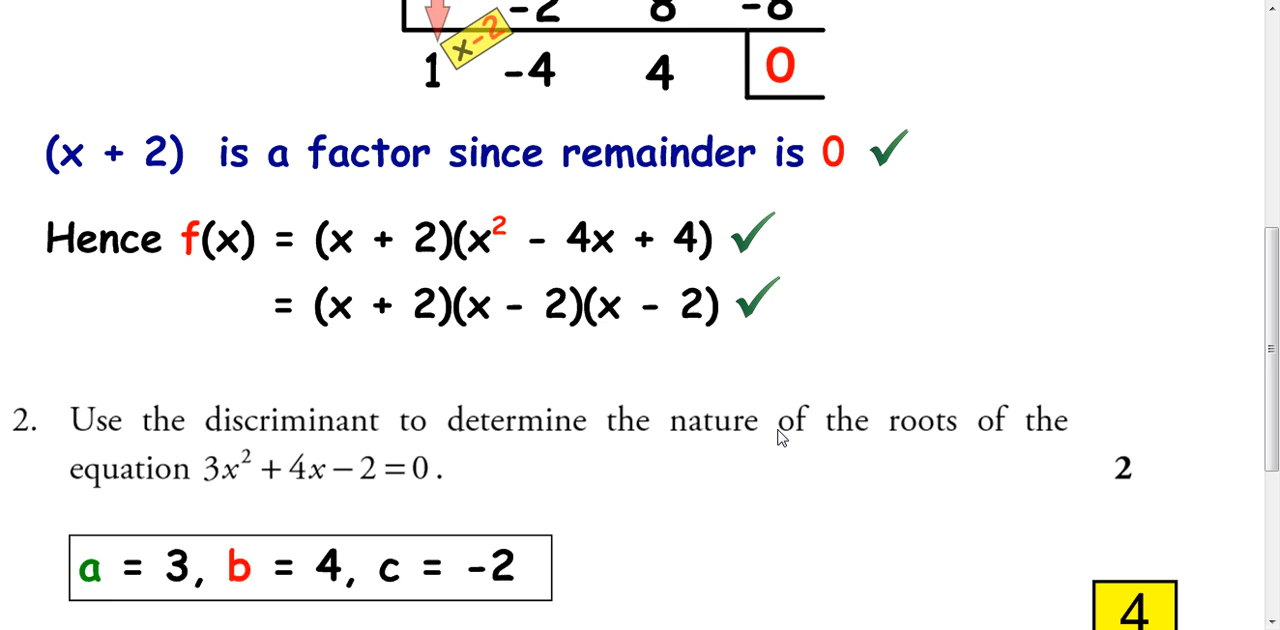 -2 8 -8
x-2
1 -4 4 0
(x + 2) is a factor since remainder is 0 ✓
Hence f(x) = (x + 2)(x² - 4x + 4) ✓
= (x + 2)(x - 2)(x - 2) ✓
2. Use the discriminant to determine the nature of the roots of the
equation 3x² + 4x − 2 = 0. 2
a = 3, b = 4, c = -2
4